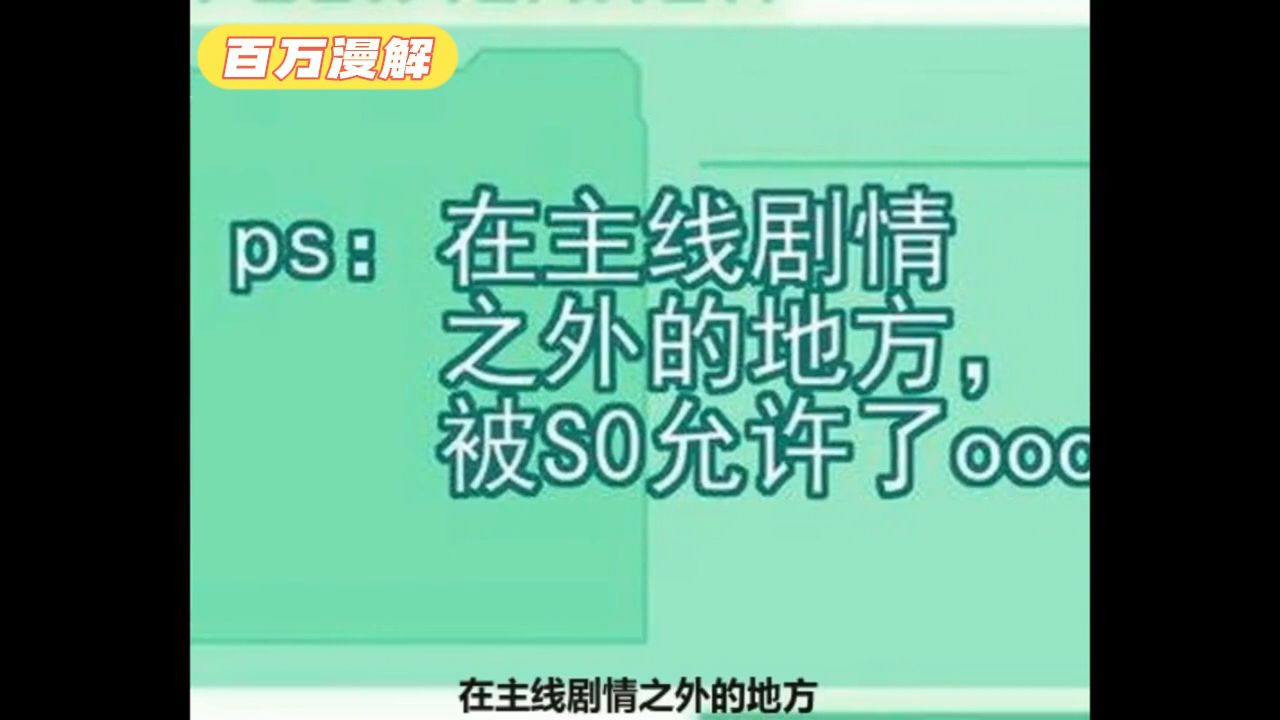 百万漫解
ps: 在主线剧情
之外的地方，
被SO允许了ooo
在主线剧情之外的地方